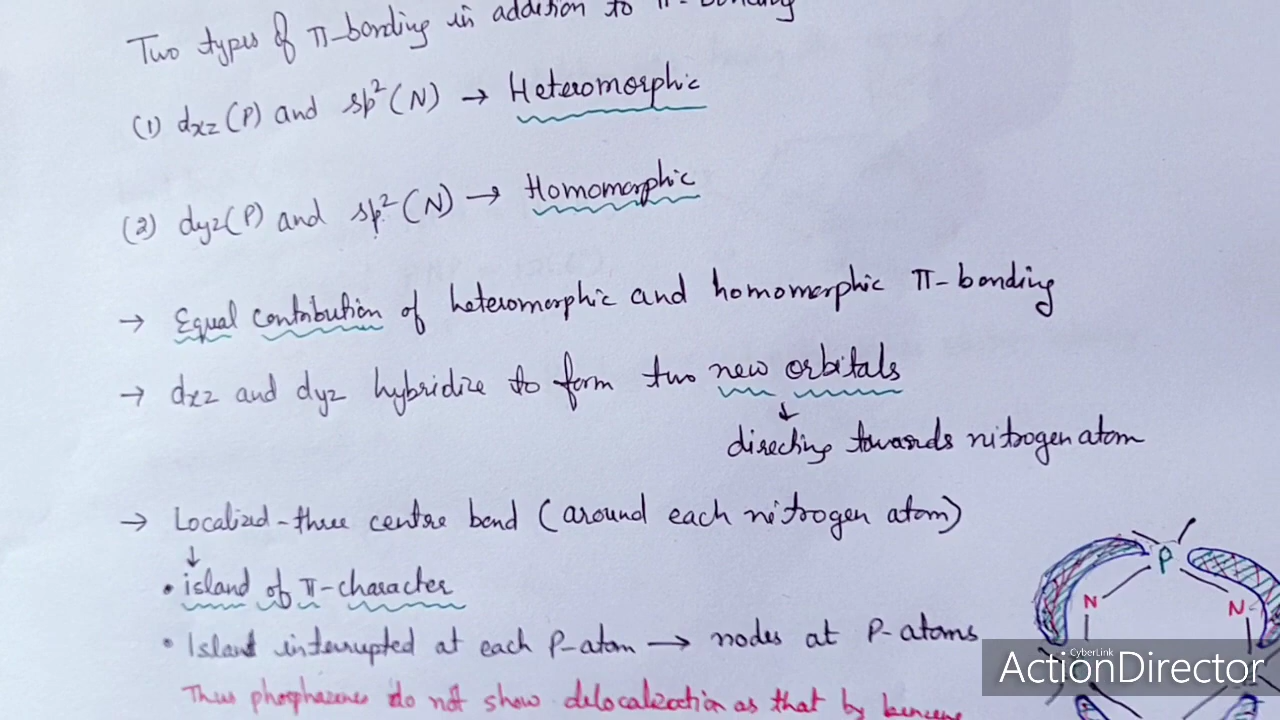 Two types of π-bonding in addition to π-bonding
(1) dxz (P) and sp²(N) → Heteromorphic
(2) dyz(P) and sp²(N) → Homomorphic
→ Equal contribution of heteromorphic and homomorphic π-bonding
→ dxz and dyz hybridize to form two new orbitals
↓
directing towards nitrogen atom
→ Localized-three centre bond (around each nitrogen atom)
↓
• island of π-character
• Island interrupted at each P-atom → nodes at P-atoms
Thus phosphazenes do not show delocalization as that by benzene
P
N N
CyberLink
ActionDirector